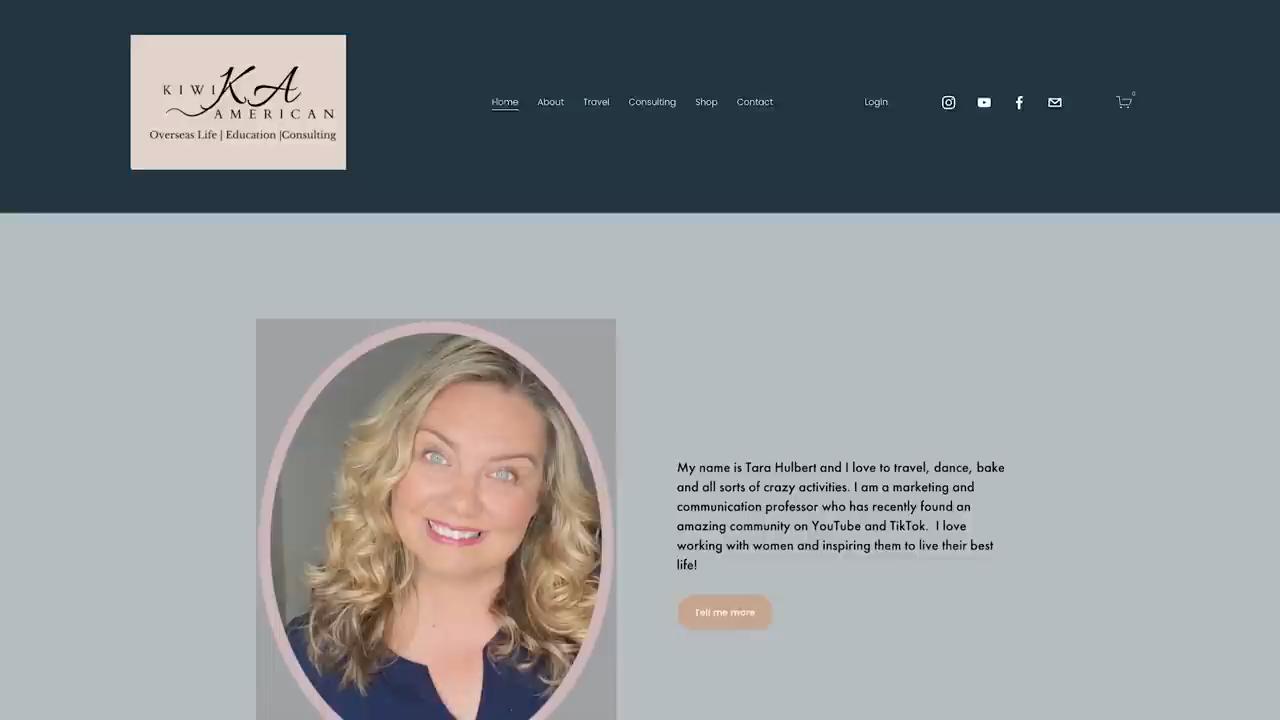 KIWI KA
AMERICAN
Overseas Life | Education |Consulting
Home About Travel Consulting Shop Contact Login 0
My name is Tara Hulbert and I love to travel, dance, bake
and all sorts of crazy activities. I am a marketing and
communication professor who has recently found an
amazing community on YouTube and TikTok.  I love
working with women and inspiring them to live their best
life!
Tell me more